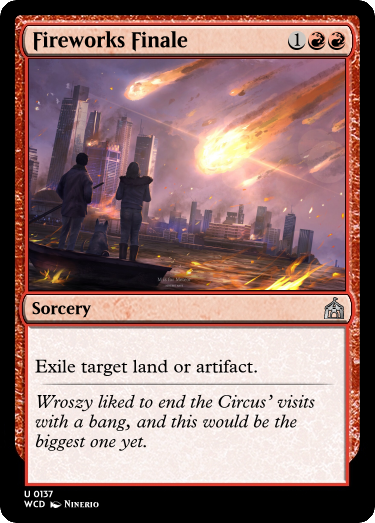 Fireworks Finale 1
Sorcery
Exile target land or artifact.
Wroszy liked to end the Circus' visits
with a bang, and this would be the
biggest one yet.
U 0137
WCD Ninerio